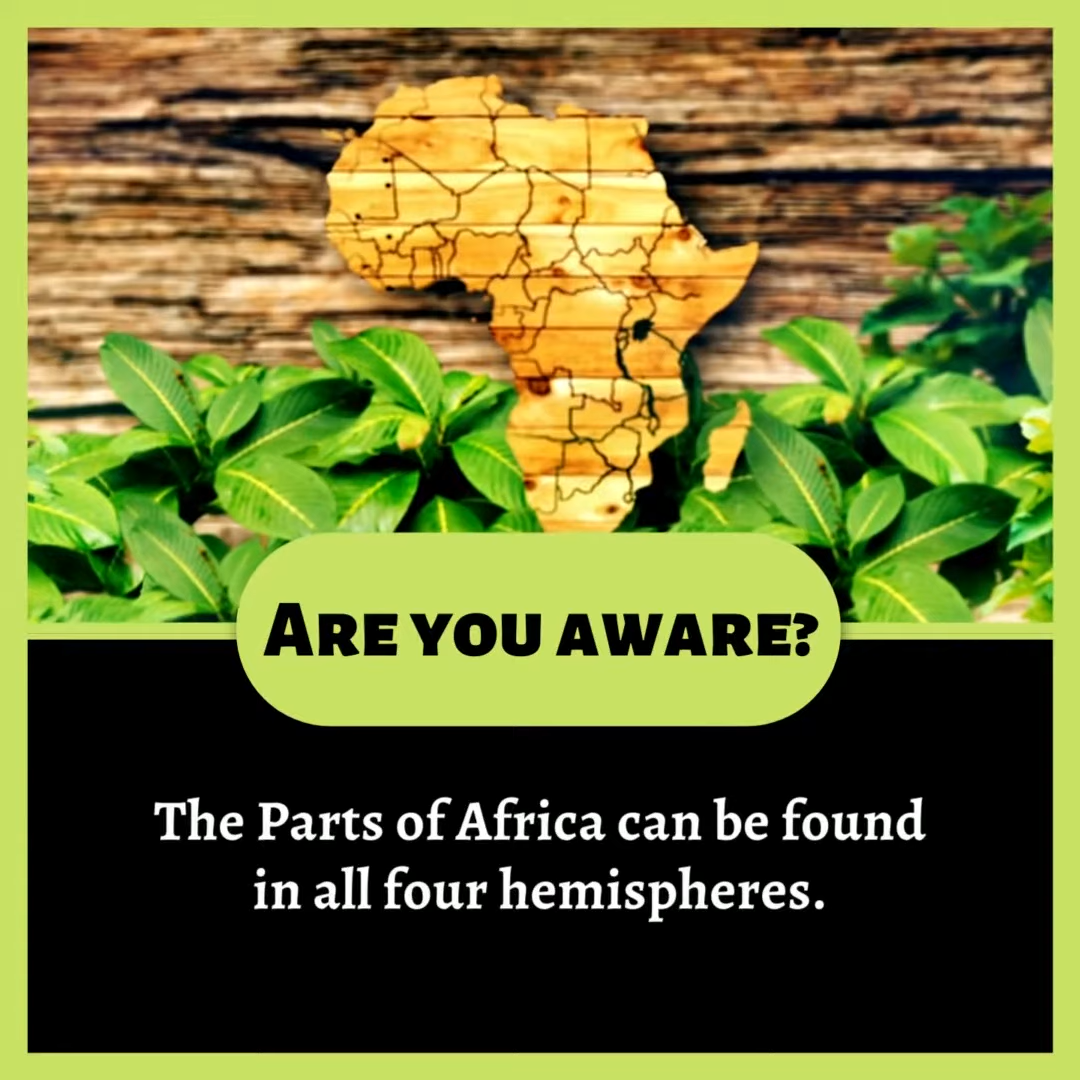 Are you aware?
The Parts of Africa can be found
in all four hemispheres.